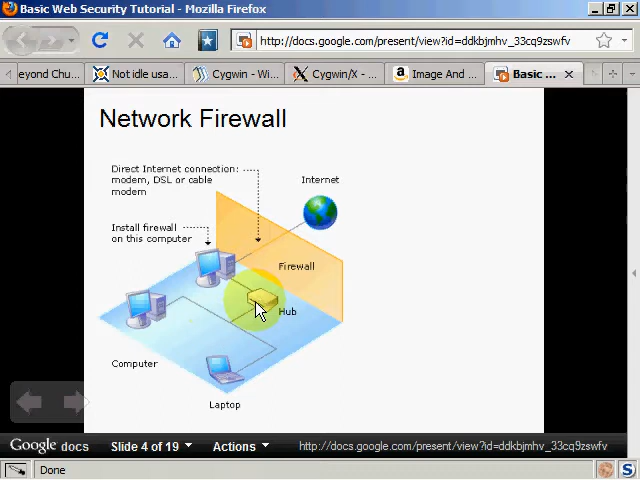 Basic Web Security Tutorial - Mozilla Firefox
http://docs.google.com/present/view?id=ddkbjmhv_33cq9zswfv
eyond Chu...
Not idle usa...
Cygwin - Wi...
Cygwin/X - ...
Image And ...
Basic ...
Network Firewall
Direct Internet connection:
modem, DSL or cable
modem
Internet
Install firewall
on this computer
Firewall
Hub
Computer
Laptop
Google docs
Slide 4 of 19
Actions
http://docs.google.com/present/view?id=ddkbjmhv_33cq9zswfv
Done